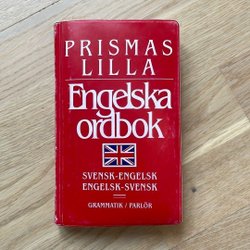 PRISMAS
LILLA
Engelska
ordbok
SVENSK-ENGELSK
ENGELSK-SVENSK
GRAMMATIK / PARLÖR